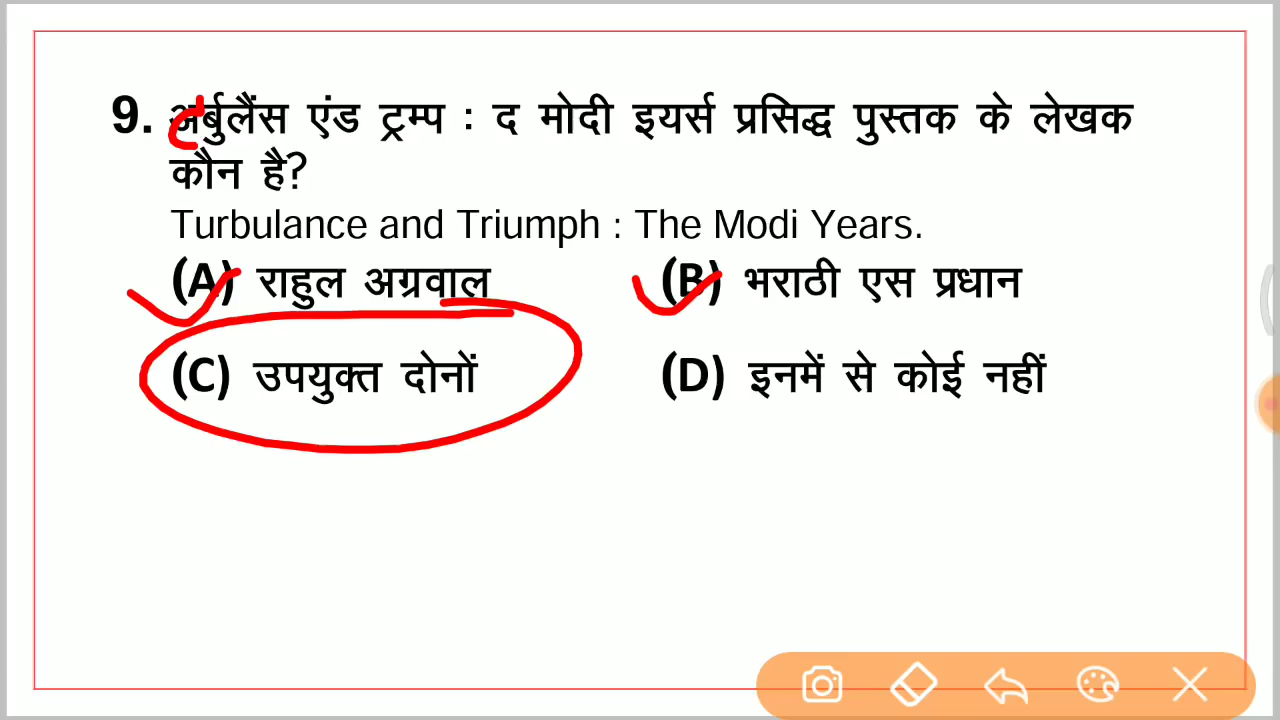 9. अर्बुलैंस एंड ट्रम्प : द मोदी इयर्स प्रसिद्ध पुस्तक के लेखक
कौन है?
Turbulance and Triumph : The Modi Years.
(A) राहुल अग्रवाल (B) भराठी एस प्रधान
(C) उपयुक्त दोनों (D) इनमें से कोई नहीं